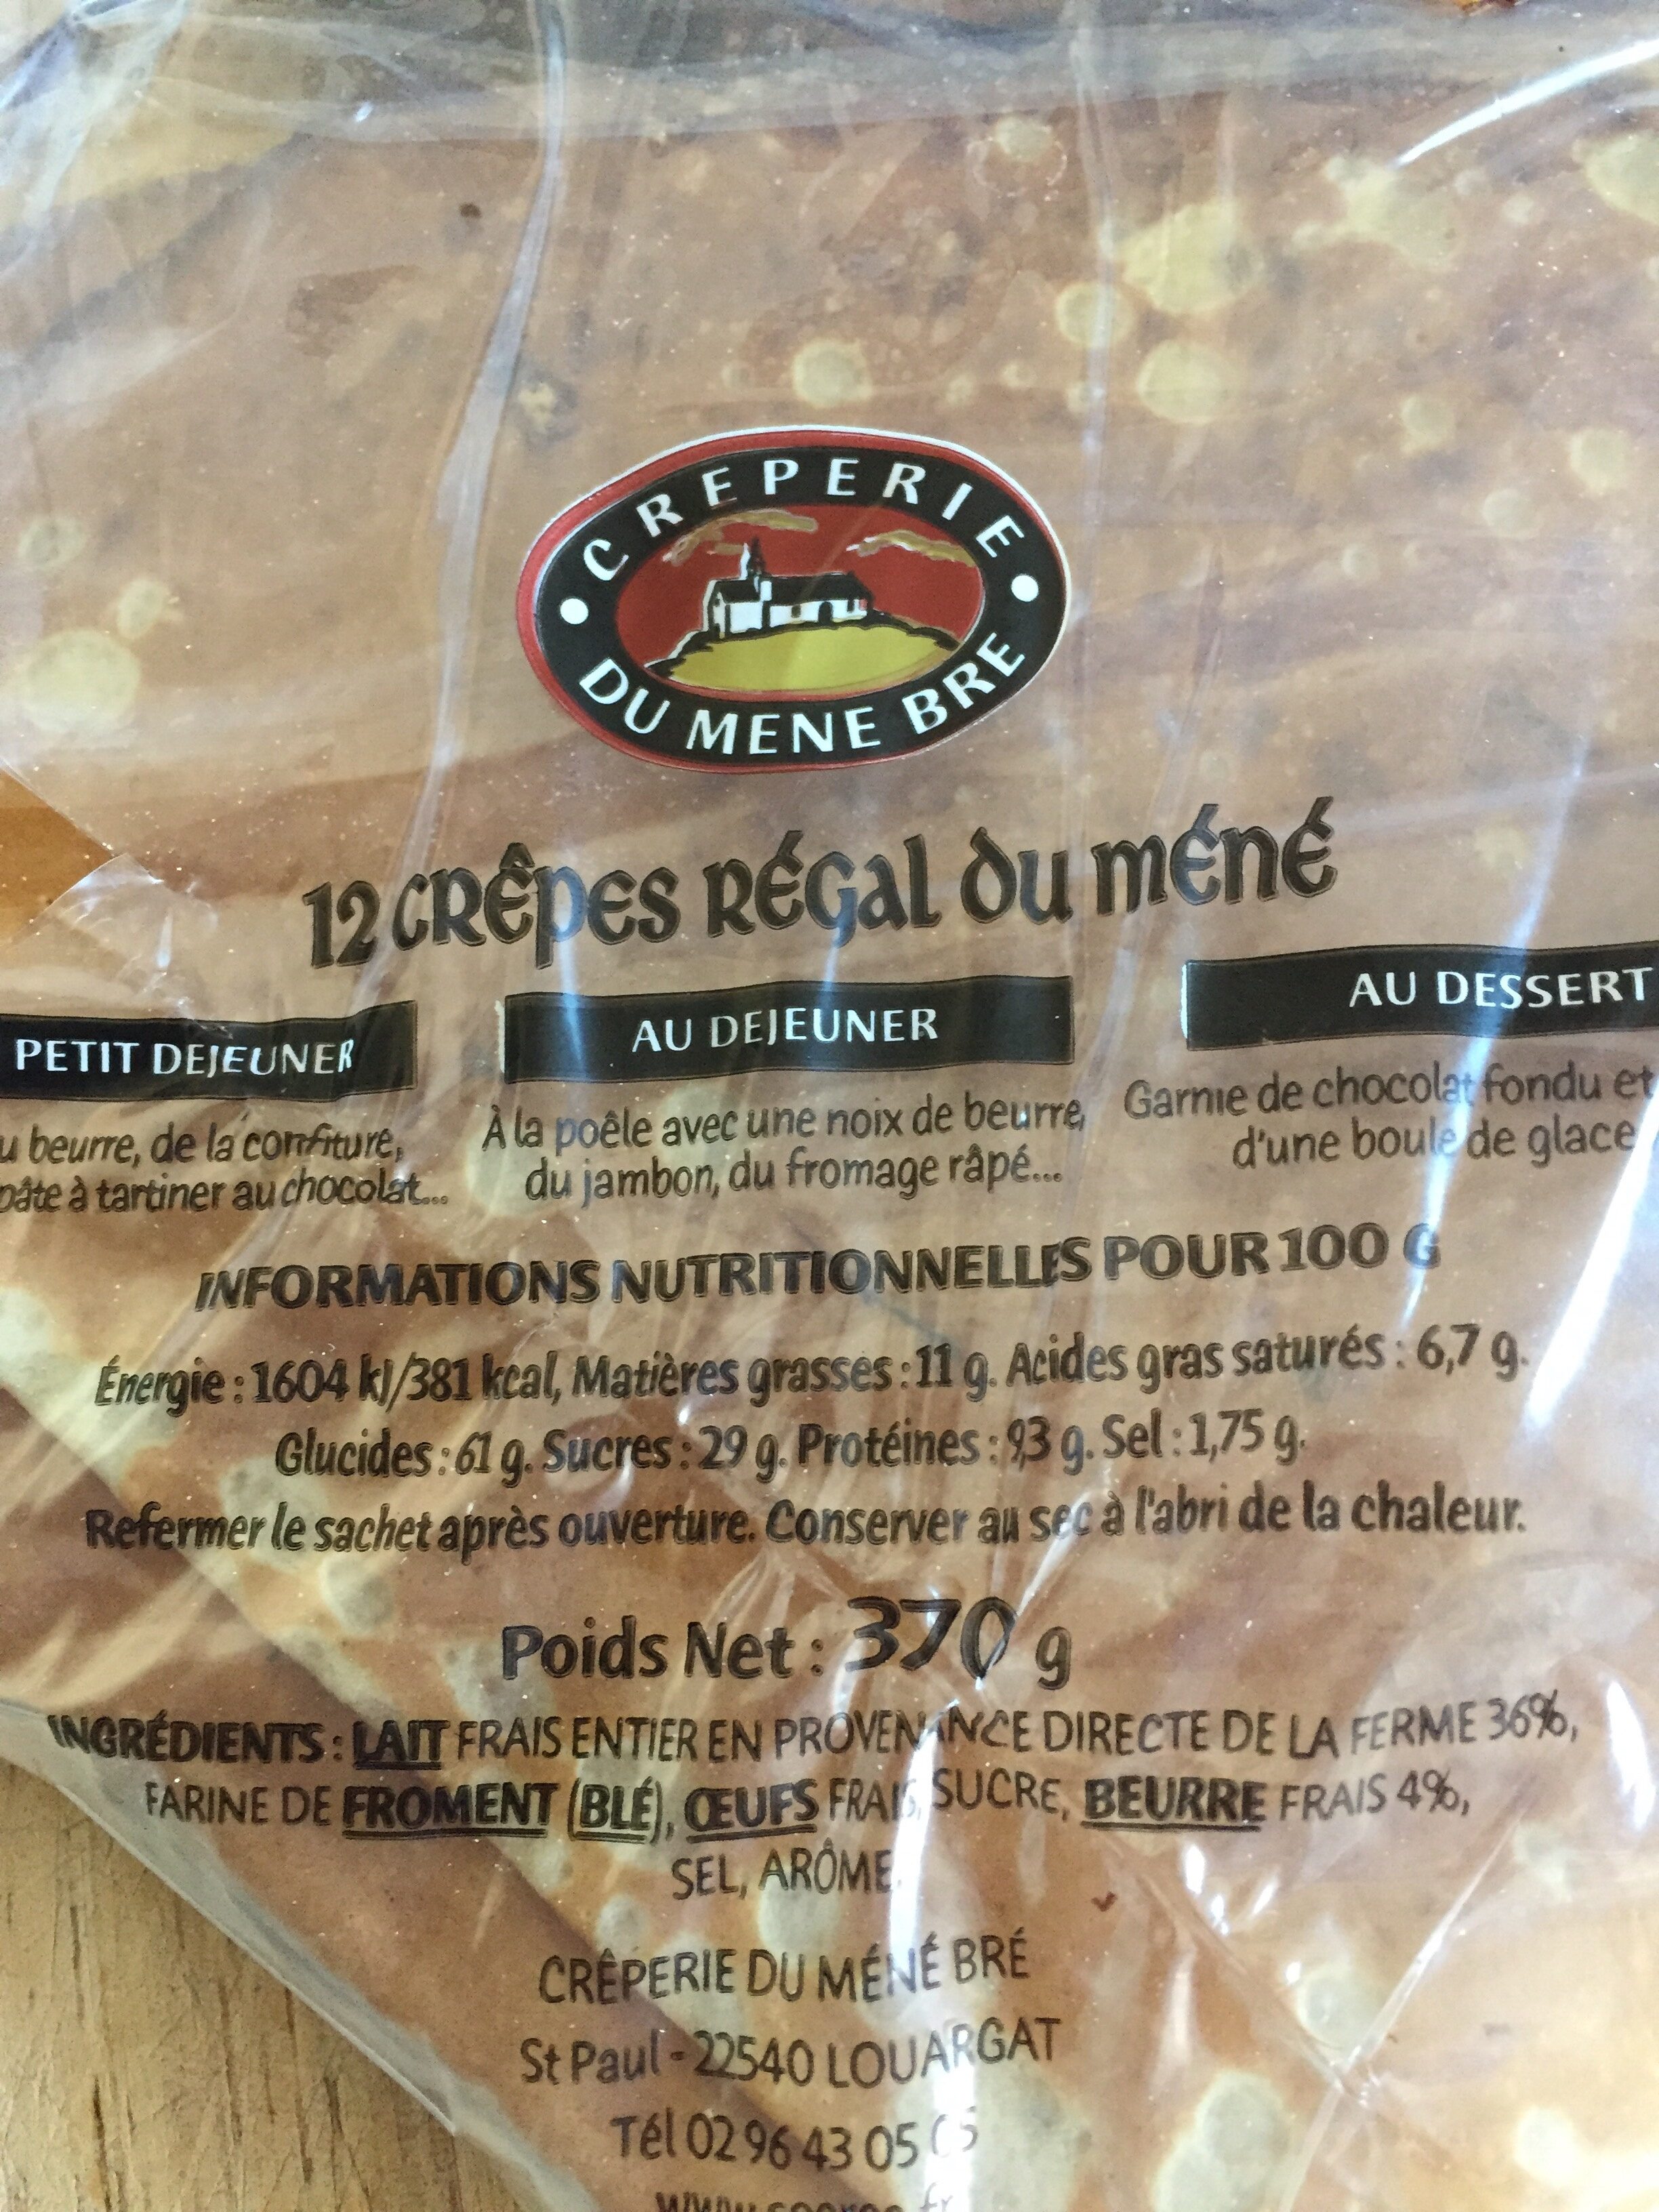 CREPERIE
DU MENE BRE
12 CRÊPES RÉGAL DU MÉNÉ
PETIT DEJEUNER
AU DEJEUNER
AU DESSERT
beurre, de la confiture,
pâte à tartiner au chocolat...
À la poêle avec une noix de beurre,
du jambon, du fromage râpé...
Garnie de chocolat fondu et
d'une boule de glace
INFORMATIONS NUTRITIONNELLES POUR 100 G
Énergie : 1604 kJ/381 kcal, Matières grasses : 11 g. Acides gras saturés : 6,7 g.
Glucides : 61 g. Sucres : 29 g. Protéines : 9,3 g. Sel : 1,75 g.
Refermer le sachet après ouverture. Conserver au sec à l'abri de la chaleur.
Poids Net : 370 g
INGRÉDIENTS : LAIT FRAIS ENTIER EN PROVENANCE DIRECTE DE LA FERME 36%,
FARINE DE FROMENT (BLÉ), ŒUFS FRAIS, SUCRE, BEURRE FRAIS 4%,
SEL, ARÔME.
CRÊPERIE DU MÉNÉ BRÉ
St Paul - 22540 LOUARGAT
Tél 02 96 43 05 05